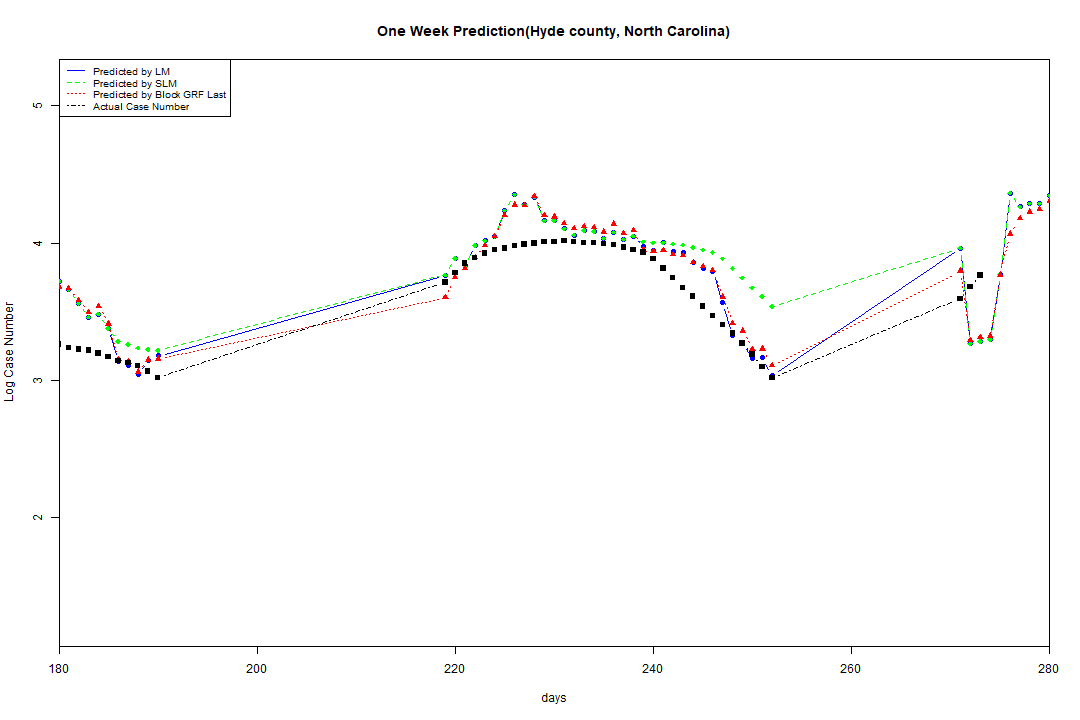 One Week Prediction(Hyde county, North Carolina)
Predicted by LM
Predicted by SLM
Predicted by Block GRF Last
Actual Case Number
5
4
3
2
Log Case Number
180 200 220 240 260 280
days